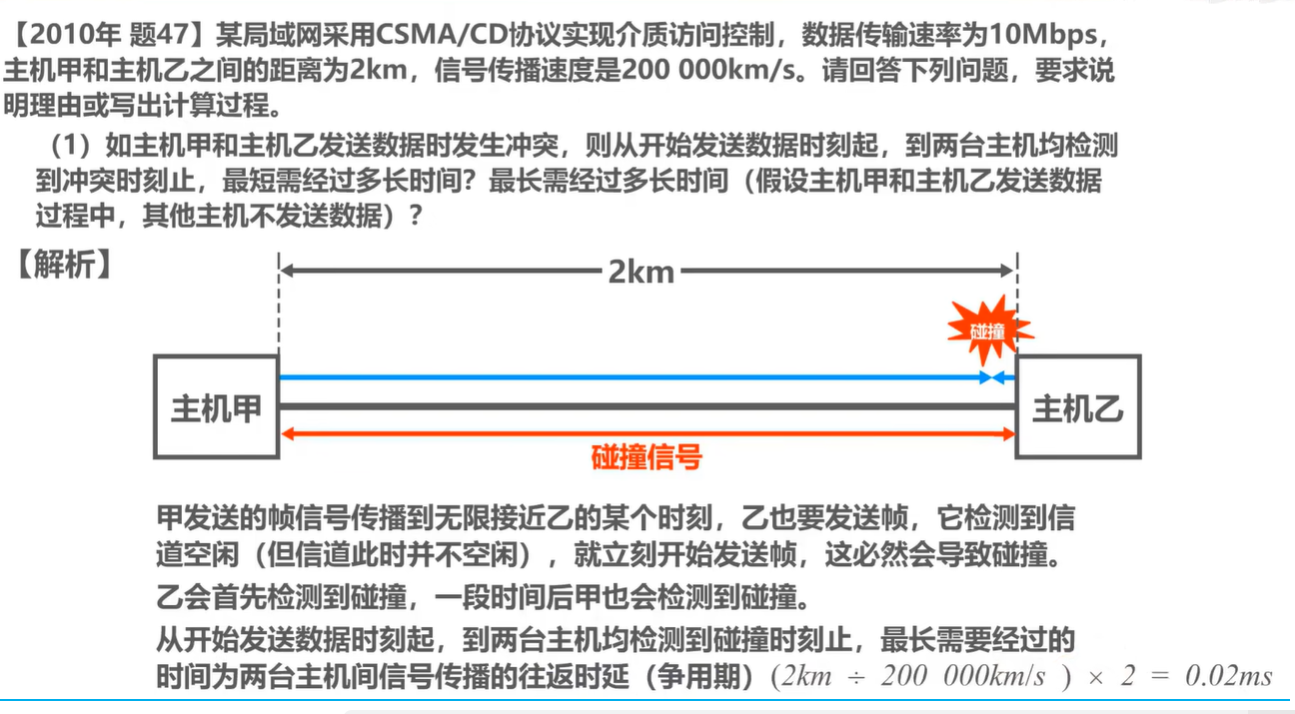 【2010年 题47】某局域网采用CSMA/CD协议实现介质访问控制，数据传输速率为10Mbps，
主机甲和主机乙之间的距离为2km，信号传播速度是200 000km/s。请回答下列问题，要求说
明理由或写出计算过程。
（1）如主机甲和主机乙发送数据时发生冲突，则从开始发送数据时刻起，到两台主机均检测
到冲突时刻止，最短需经过多长时间？最长需经过多长时间（假设主机甲和主机乙发送数据
过程中，其他主机不发送数据）？
【解析】
2km
碰撞
主机甲
主机乙
碰撞信号
甲发送的帧信号传播到无限接近乙的某个时刻，乙也要发送帧，它检测到信
道空闲（但信道此时并不空闲），就立刻开始发送帧，这必然会导致碰撞。
乙会首先检测到碰撞，一段时间后甲也会检测到碰撞。
从开始发送数据时刻起，到两台主机均检测到碰撞时刻止，最长需要经过的
时间为两台主机间信号传播的往返时延（争用期）(2km ÷ 200 000km/s ) × 2 = 0.02ms